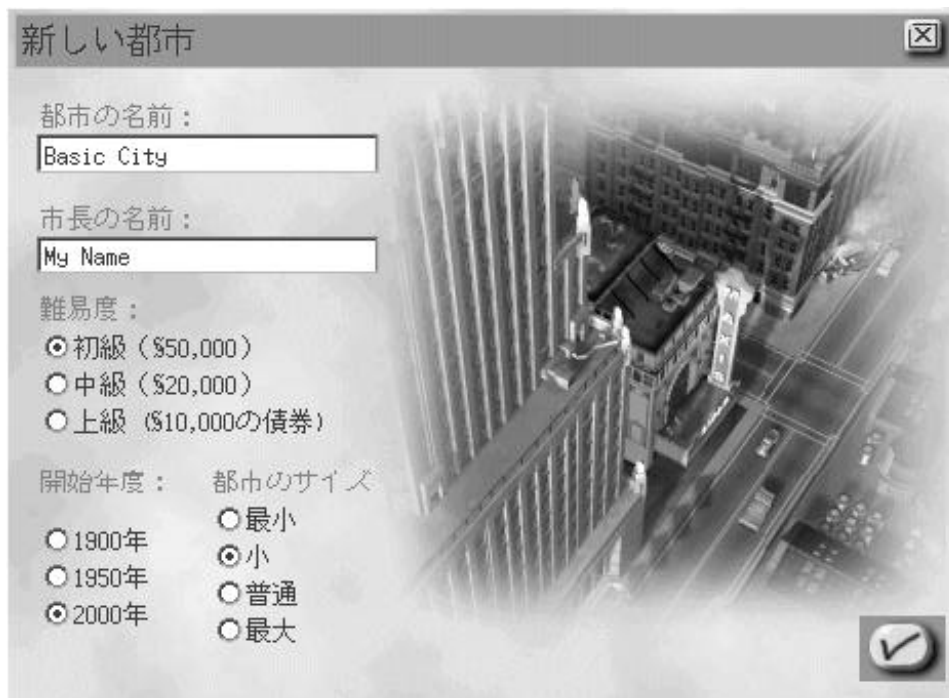 新しい都市
都市の名前：
Basic City
市長の名前：
My Name
難易度：
初級（$50,000）
中級（$20,000）
上級（$10,000の債券）
開始年度：
1900年
1950年
2000年
都市のサイズ
最小
小
普通
最大
MAXIS